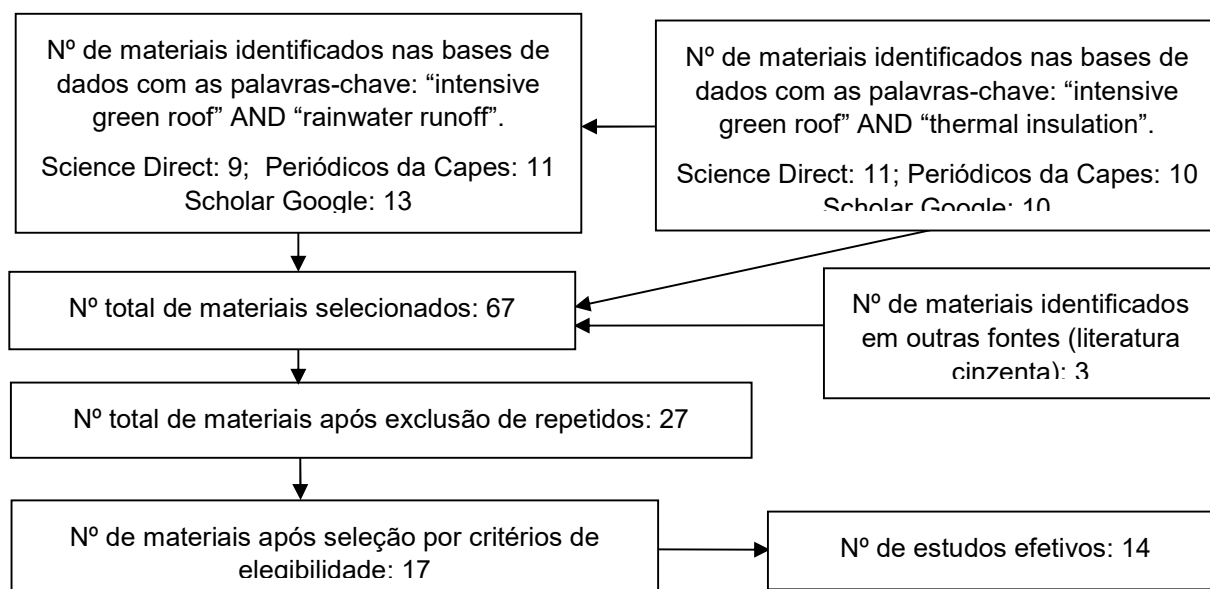 Nº de materiais identificados nas bases de
dados com as palavras-chave: “intensive
green roof” AND “rainwater runoff”.
Science Direct: 9; Periódicos da Capes: 11
Scholar Google: 13
Nº de materiais identificados nas bases de
dados com as palavras-chave: “intensive
green roof” AND “thermal insulation”.
Science Direct: 11; Periódicos da Capes: 10
Scholar Google: 10
Nº total de materiais selecionados: 67
Nº de materiais identificados
em outras fontes (literatura
cinzenta): 3
Nº total de materiais após exclusão de repetidos: 27
Nº de materiais após seleção por critérios de
elegibilidade: 17
Nº de estudos efetivos: 14